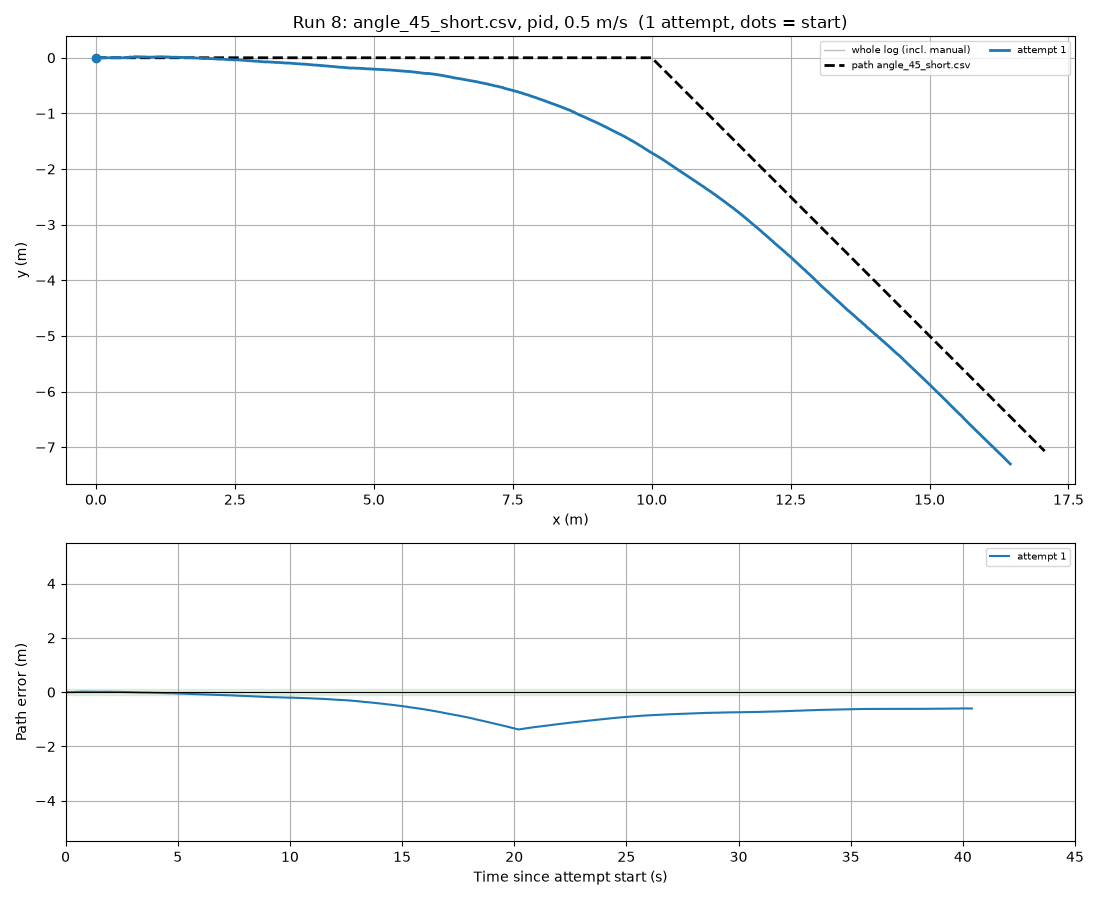 Run 8: angle_45_short.csv, pid, 0.5 m/s  (1 attempt, dots = start)
whole log (incl. manual)
path angle_45_short.csv
attempt 1
0
−1
−2
−3
−4
−5
−6
−7
y (m)
0.0 2.5 5.0 7.5 10.0 12.5 15.0 17.5
x (m)
attempt 1
4
2
0
−2
−4
Path error (m)
0 5 10 15 20 25 30 35 40 45
Time since attempt start (s)